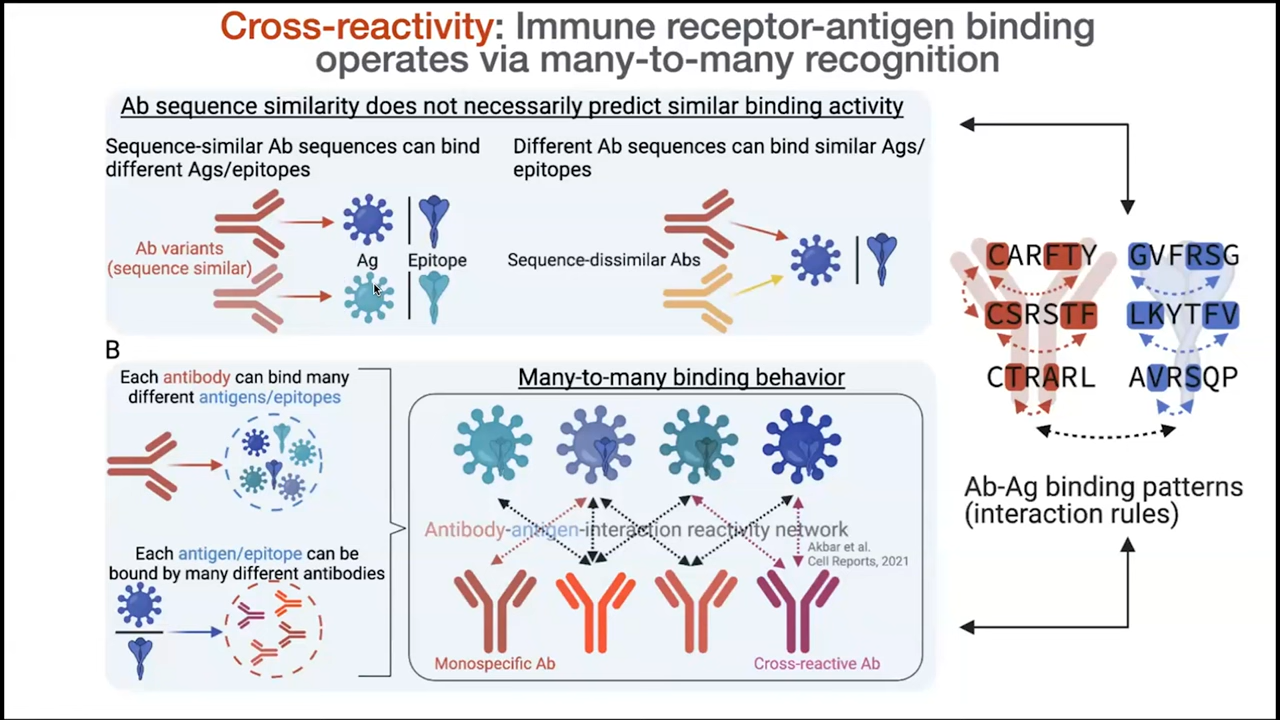 Cross-reactivity: Immune receptor-antigen binding
operates via many-to-many recognition
Ab sequence similarity does not necessarily predict similar binding activity
Sequence-similar Ab sequences can bind
different Ags/epitopes
Ab variants
(sequence similar)
Ag
Epitope
Different Ab sequences can bind similar Ags/
epitopes
Sequence-dissimilar Abs
B
Each antibody can bind many
different antigens/epitopes
Each antigen/epitope can be
bound by many different antibodies
Many-to-many binding behavior
Antibody-antigen-interaction reactivity network
Akbar et al.
Cell Reports, 2021
Monospecific Ab
Cross-reactive Ab
CARFTY GVFRSG
CSRSTF LKYTFV
CTRARL AVRSQP
Ab-Ag binding patterns
(interaction rules)